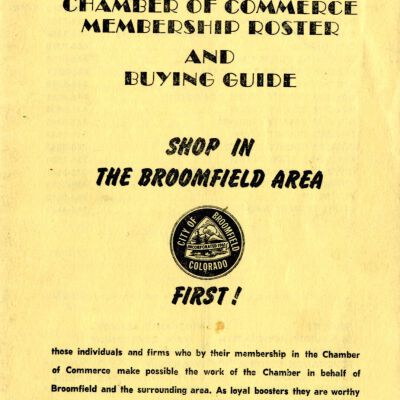 CHAMBER OF COMMERCE
MEMBERSHIP ROSTER
AND
BUYING GUIDE
SHOP IN
THE BROOMFIELD AREA
CITY OF BROOMFIELD
COLORADO
FIRST!
those individuals and firms who by their membership in the Chamber
of Commerce make possible the work of the Chamber in behalf of
Broomfield and the surrounding area. As loyal boosters they are worthy